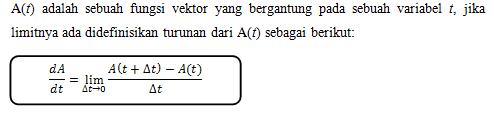 A(t) adalah sebuah fungsi vektor yang bergantung pada sebuah variabel t, jika
limitnya ada didefinisikan turunan dari A(t) sebagai berikut:
dA/dt = lim Δt→0 (A(t + Δt) − A(t))/Δt